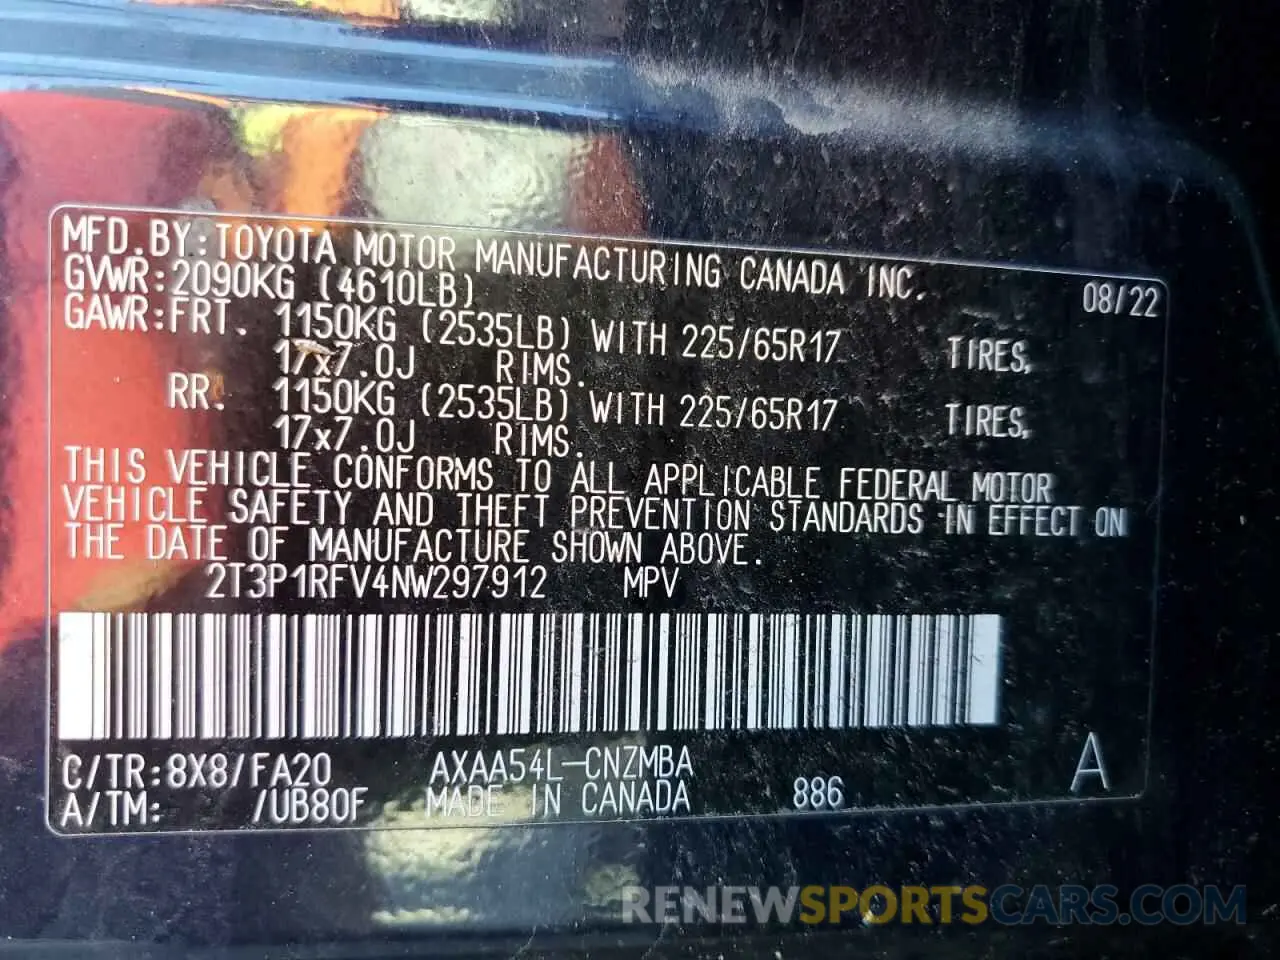 MFD.BY:TOYOTA MOTOR MANUFACTURING CANADA INC. 08/22
GVWR:2090KG (4610LB)
GAWR:FRT. 1150KG (2535LB) WITH 225/65R17 TIRES,
17x7.0J RIMS.
RR. 1150KG (2535LB) WITH 225/65R17 TIRES,
17x7.0J RIMS.
THIS VEHICLE CONFORMS TO ALL APPLICABLE FEDERAL MOTOR
VEHICLE SAFETY AND THEFT PREVENTION STANDARDS IN EFFECT ON
THE DATE OF MANUFACTURE SHOWN ABOVE.
2T3P1RFV4NW297912 MPV
C/TR:8X8/FA20 AXAA54L-CNZMBA A
A/TM: /UB80F MADE IN CANADA 886
RENEWSPORTSCARS.COM